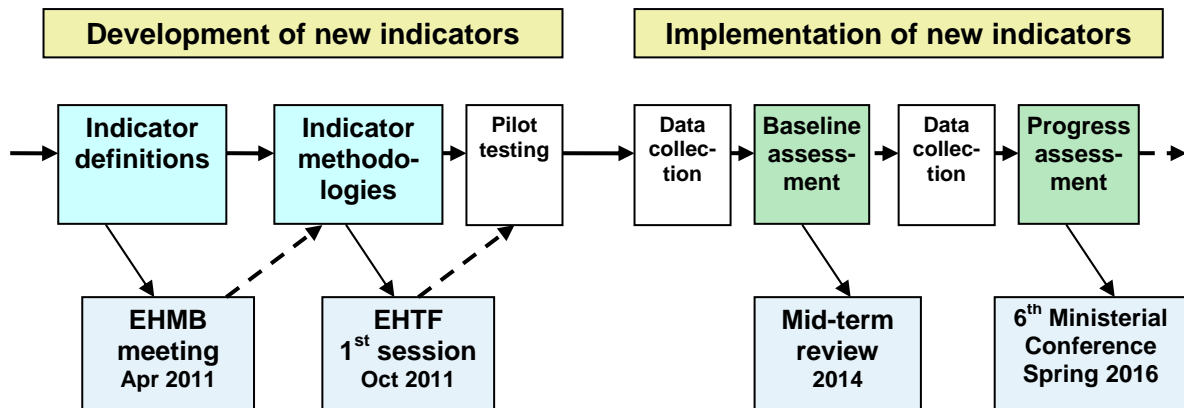 Development of new indicators
Implementation of new indicators
Indicator
definitions
Indicator
methodo-
logies
Pilot
testing
Data
collec-
tion
Baseline
assess-
ment
Data
collec-
tion
Progress
assess-
ment
EHMB
meeting
Apr 2011
EHTF
1st session
Oct 2011
Mid-term
review
2014
6th Ministerial
Conference
Spring 2016